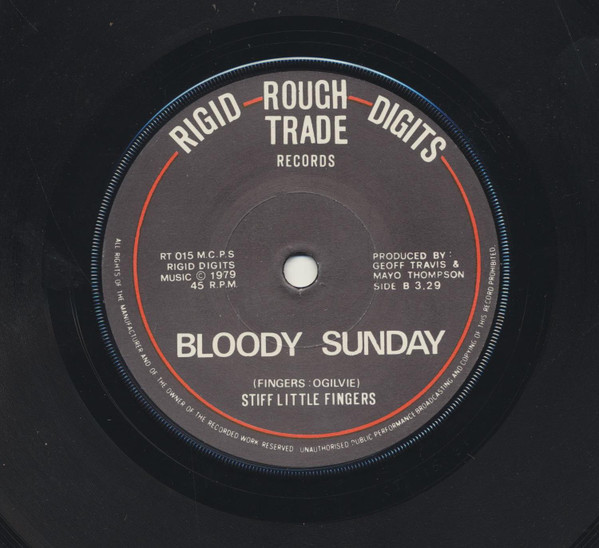 RIGID ROUGH DIGITS
TRADE
RECORDS
RT 015 M.C.P.S
RIGID DIGITS
MUSIC © 1979
45 R.P.M.
PRODUCED BY:
GEOFF TRAVIS &
MAYO THOMPSON
SIDE B 3.29
BLOODY SUNDAY
(FINGERS : OGILVIE)
STIFF LITTLE FINGERS
ALL RIGHTS OF THE MANUFACTURER AND OF THE OWNER OF THE RECORDED WORK RESERVED UNAUTHORISED PUBLIC PERFORMANCE BROADCASTING AND COPYING OF THIS RECORD PROHIBITED.